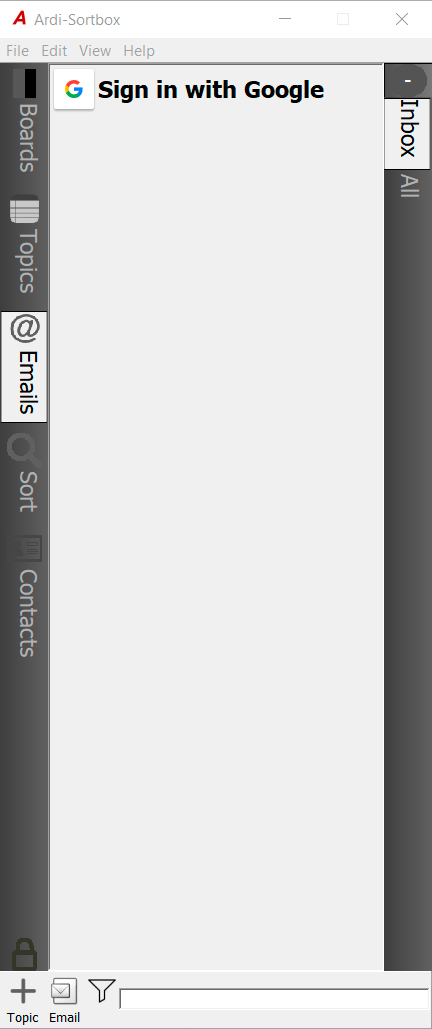 Ardi-Sortbox
File Edit View Help
Boards
Topics
@ Emails
Sort
Contacts
G Sign in with Google
-
Inbox
All
Topic Email